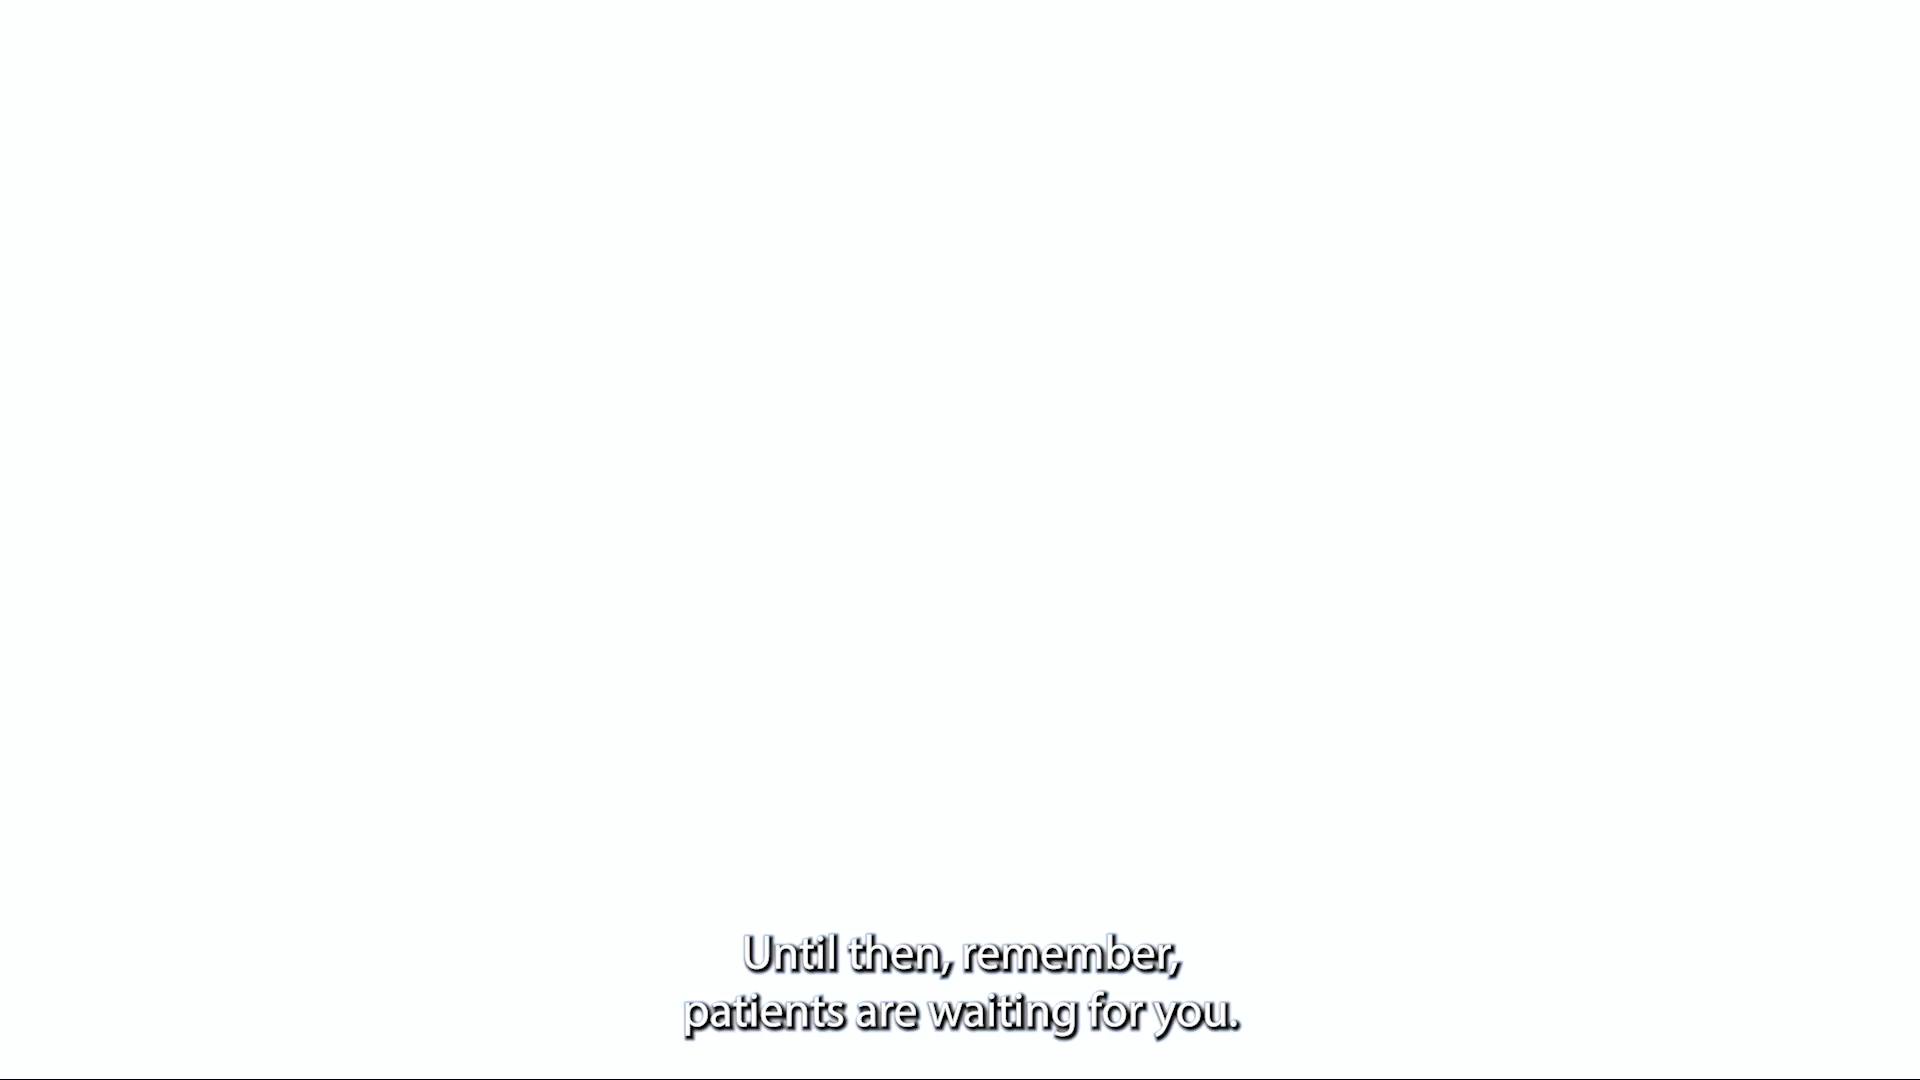 Until then, remember,
patients are waiting for you.